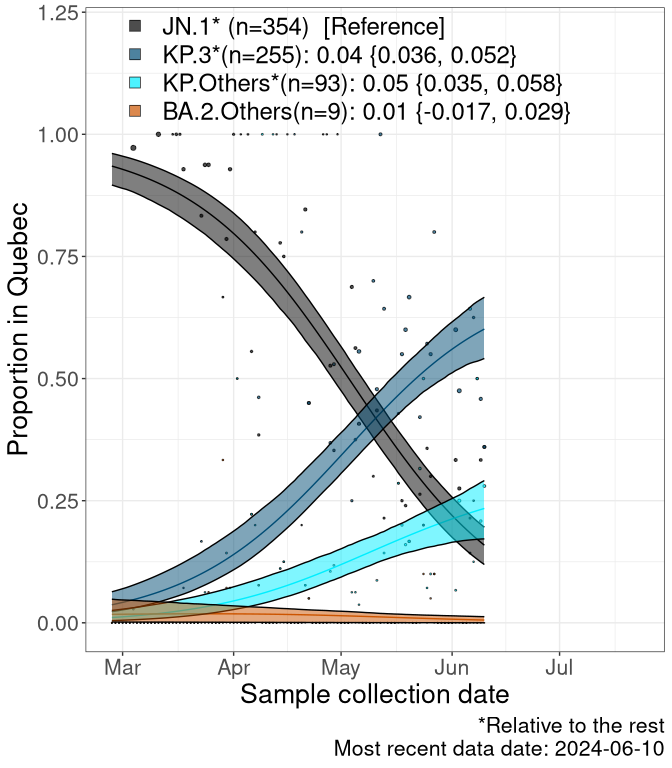 1.25
JN.1* (n=354)  [Reference]
KP.3*(n=255): 0.04 {0.036, 0.052}
KP.Others*(n=93): 0.05 {0.035, 0.058}
BA.2.Others(n=9): 0.01 {-0.017, 0.029}
1.00
0.75
0.50
0.25
0.00
Proportion in Quebec
Mar Apr May Jun Jul
Sample collection date
*Relative to the rest
Most recent data date: 2024-06-10